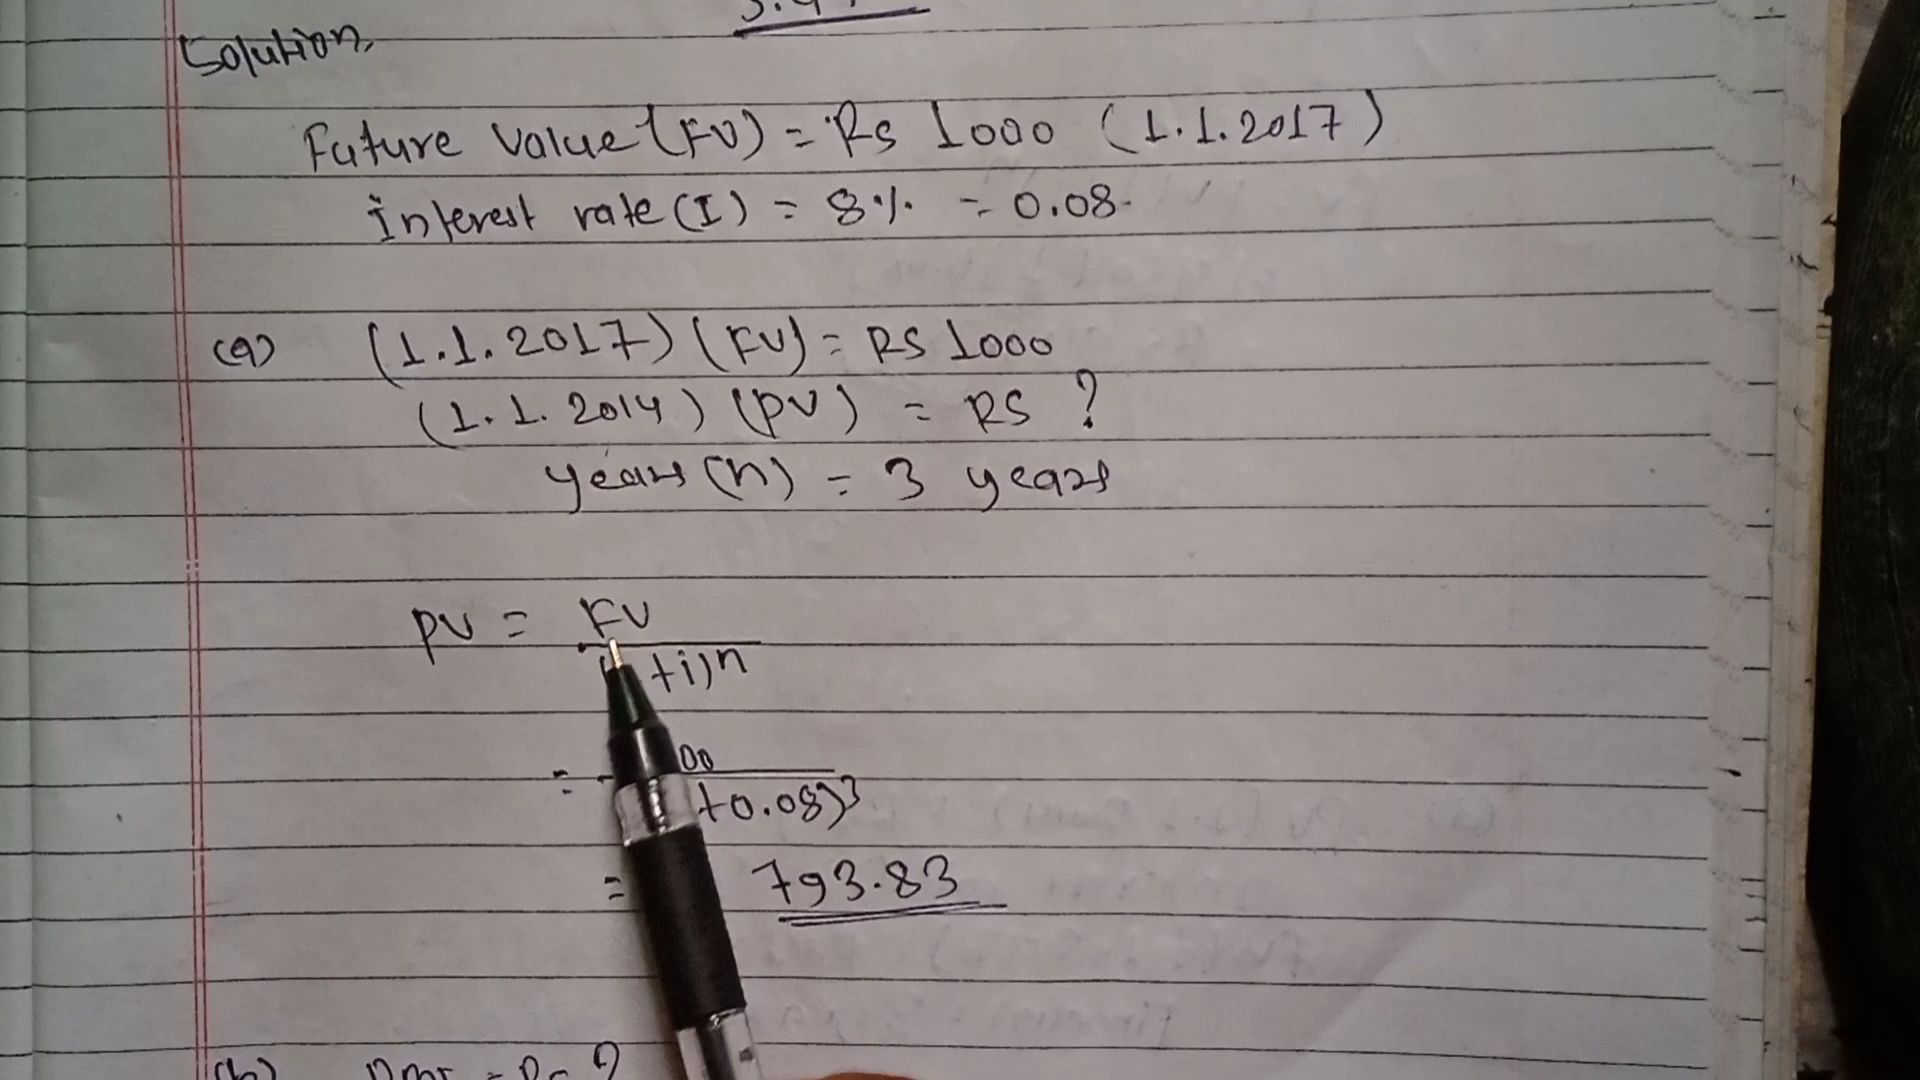 Solution,
Future value (FV) = Rs 1000 (1.1.2017)
interest rate (I) = 8% = 0.08
(a) (1.1.2017) (FV) = RS 1000
(1.1.2014) (PV) = RS ?
years (n) = 3 years
PV = FV
+i)n
= 00
+0.08)3
= 793.83
(b) = ?